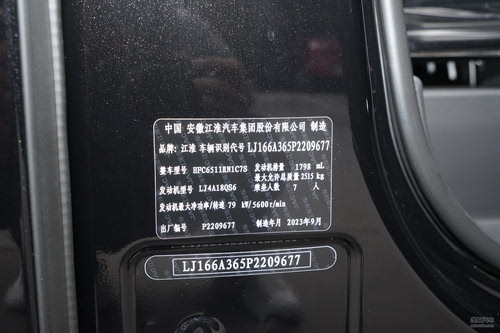 中国 安徽江淮汽车集团股份有限公司 制造
品牌: 江淮 车辆识别代号 LJ166A365P2209677
整车型号 HFC6511RN1C7S 发动机排量 1798 mL
最大允许总质量 2515 kg
发动机型号 LJ4A18QS6 乘坐人数 7 人
发动机最大净功率/转速 79 kW/5600r/min
出厂编号 P2209677 制造年月 2023年9月
LJ166A365P2209677